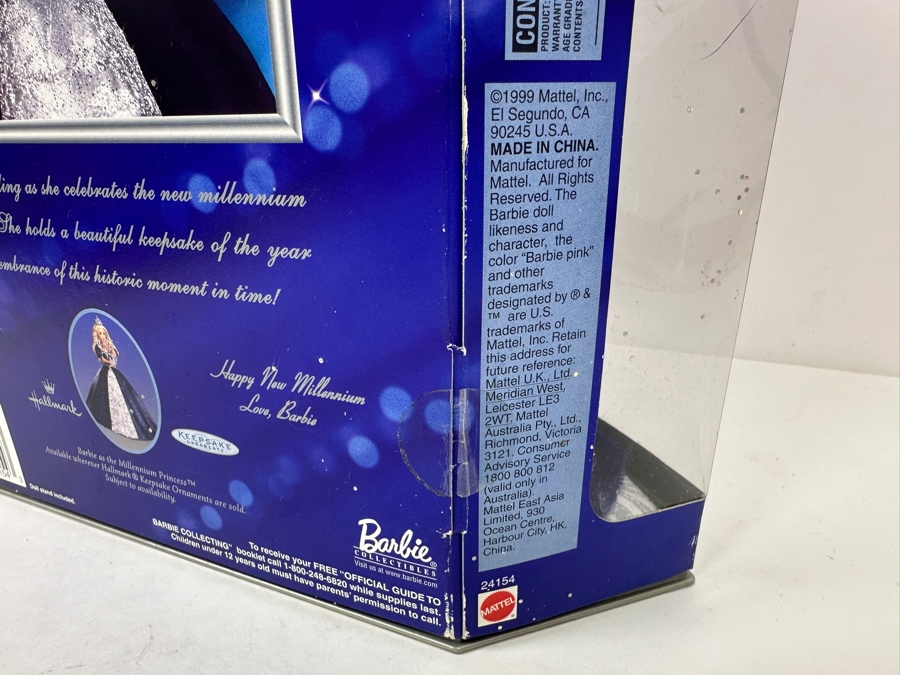 ing as she celebrates the new millennium
She holds a beautiful keepsake of the year
embrance of this historic moment in time!
Happy New Millennium
Love, Barbie
Hallmark
KEEPSAKE
ORNAMENTS
Barbie as the Millennium Princess™
Available wherever Hallmark® Keepsake Ornaments are sold.
Subject to availability.
Doll stand included.
Barbie®
COLLECTIBLES
Visit us at www.barbie.com
To receive your FREE "OFFICIAL GUIDE TO
BARBIE COLLECTING" booklet call 1-800-248-6820 while supplies last.
Children under 12 years old must have parents' permission to call.
CON
PRODUCT:
WARRANT
AGE GRAD
CONTENTS
©1999 Mattel, Inc.,
El Segundo, CA
90245 U.S.A.
MADE IN CHINA.
Manufactured for
Mattel. All Rights
Reserved. The
Barbie doll
likeness and
character, the
color "Barbie pink"
and other
trademarks
designated by ® &
™ are U.S.
trademarks of
Mattel, Inc. Retain
this address for
future reference:
Mattel U.K., Ltd.,
Meridian West,
Leicester LE3
2WT. Mattel
Australia Pty., Ltd.,
Richmond, Victoria
3121. Consumer
Advisory Service
1800 800 812
(valid only in
Australia).
Mattel East Asia
Limited, 930
Ocean Centre,
Harbour City, HK,
China.
24154
MATTEL